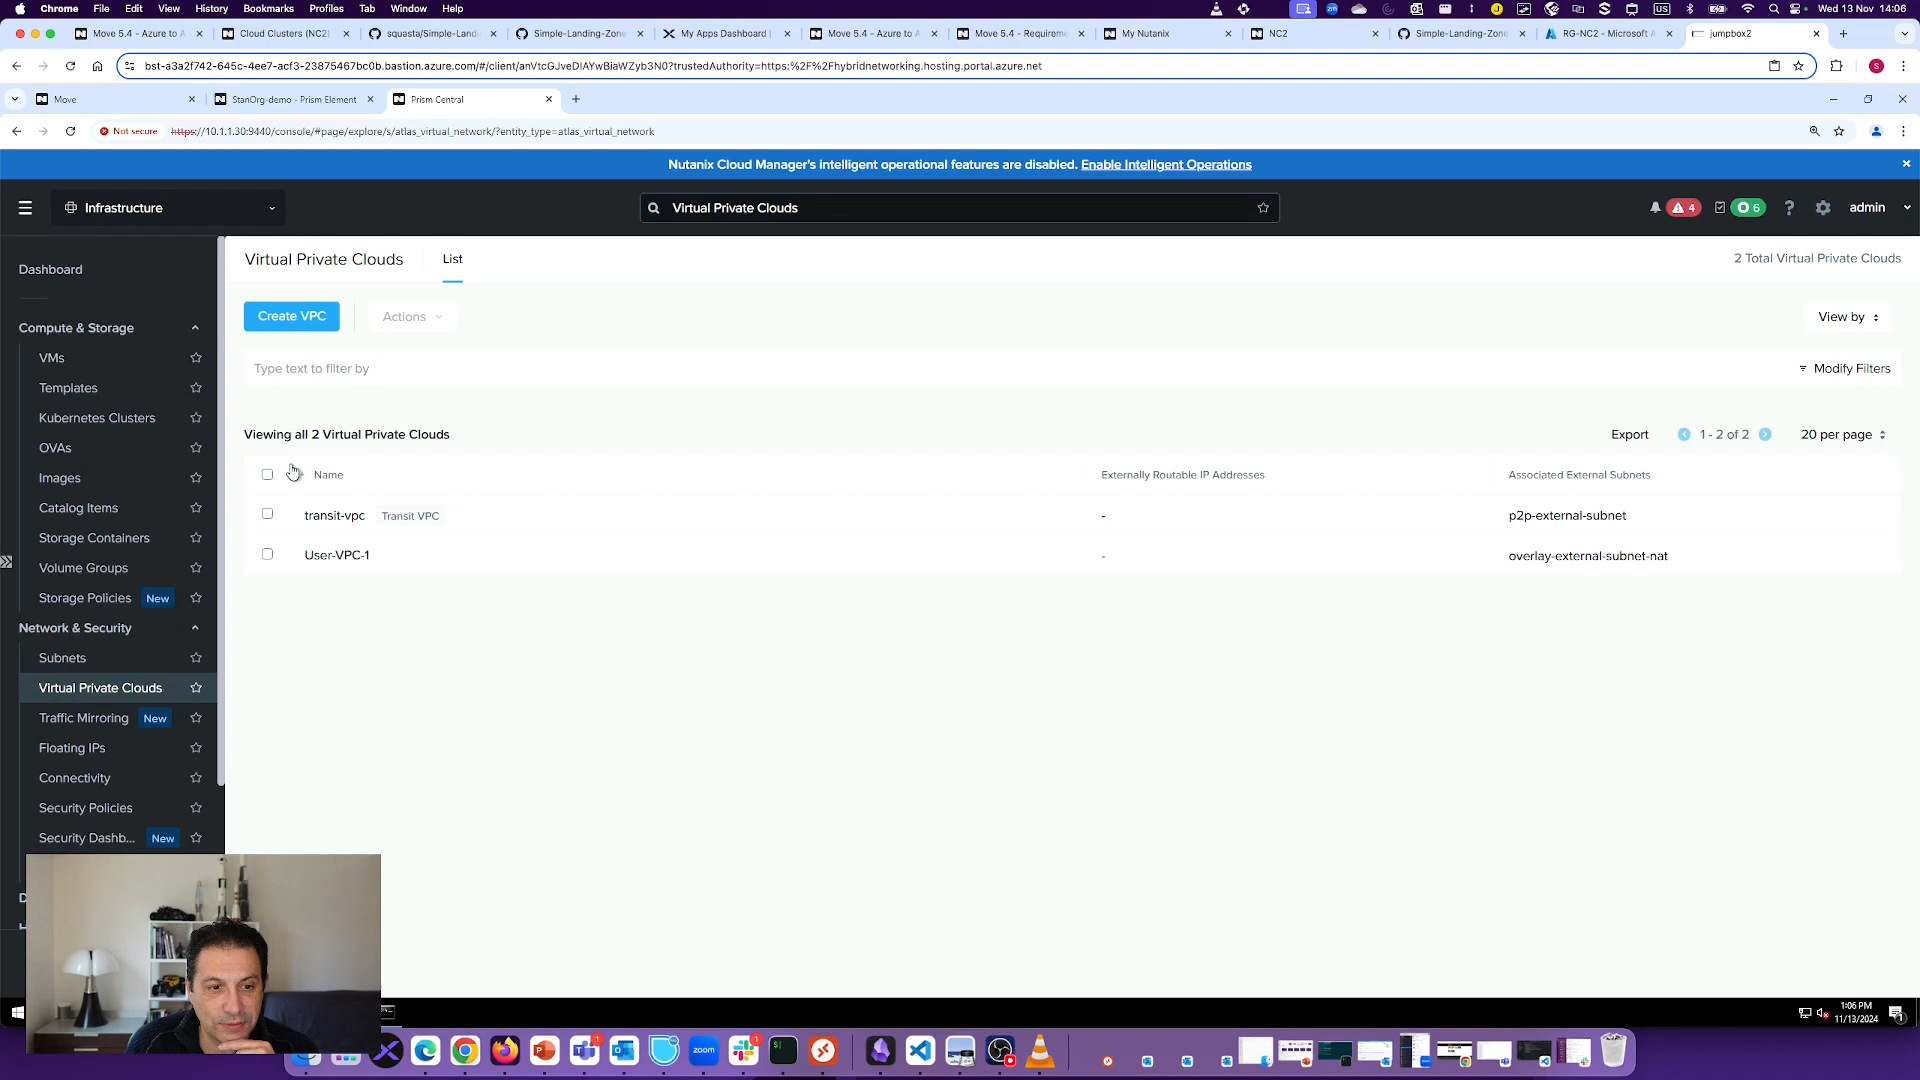 Chrome File Edit View History Bookmarks Profiles Tab Window Help Wed 13 Nov 14:06
Move 5.4 - Azure to A Cloud Clusters (NC2) squasta/Simple-Landi Simple-Landing-Zone My Apps Dashboard | Move 5.4 - Azure to A Move 5.4 - Requireme My Nutanix NC2 Simple-Landing-Zone RG-NC2 - Microsoft A jumpbox2
bst-a3a2f742-645c-4ee7-acf3-23875467bc0b.bastion.azure.com/#/client/anVtcGJveDIAYwBiaWZyb3N0?trustedAuthority=https:%2F%2Fhybridnetworking.hosting.portal.azure.net
Move StanOrg-demo - Prism Element Prism Central
Not secure https://10.1.1.30:9440/console/#page/explore/s/atlas_virtual_network/?entity_type=atlas_virtual_network
Nutanix Cloud Manager's intelligent operational features are disabled. Enable Intelligent Operations
Infrastructure Virtual Private Clouds 4 6 ? admin
Dashboard
Virtual Private Clouds List 2 Total Virtual Private Clouds
Create VPC Actions View by
Compute & Storage
VMs
Type text to filter by Modify Filters
Templates
Kubernetes Clusters
Viewing all 2 Virtual Private Clouds Export 1 - 2 of 2 20 per page
OVAs
Images
Name Externally Routable IP Addresses Associated External Subnets
Catalog Items
transit-vpc Transit VPC - p2p-external-subnet
Storage Containers
User-VPC-1 - overlay-external-subnet-nat
Volume Groups
Storage Policies New
Network & Security
Subnets
Virtual Private Clouds
Traffic Mirroring New
Floating IPs
Connectivity
Security Policies
Security Dashb... New
1:06 PM
11/13/2024
zoom